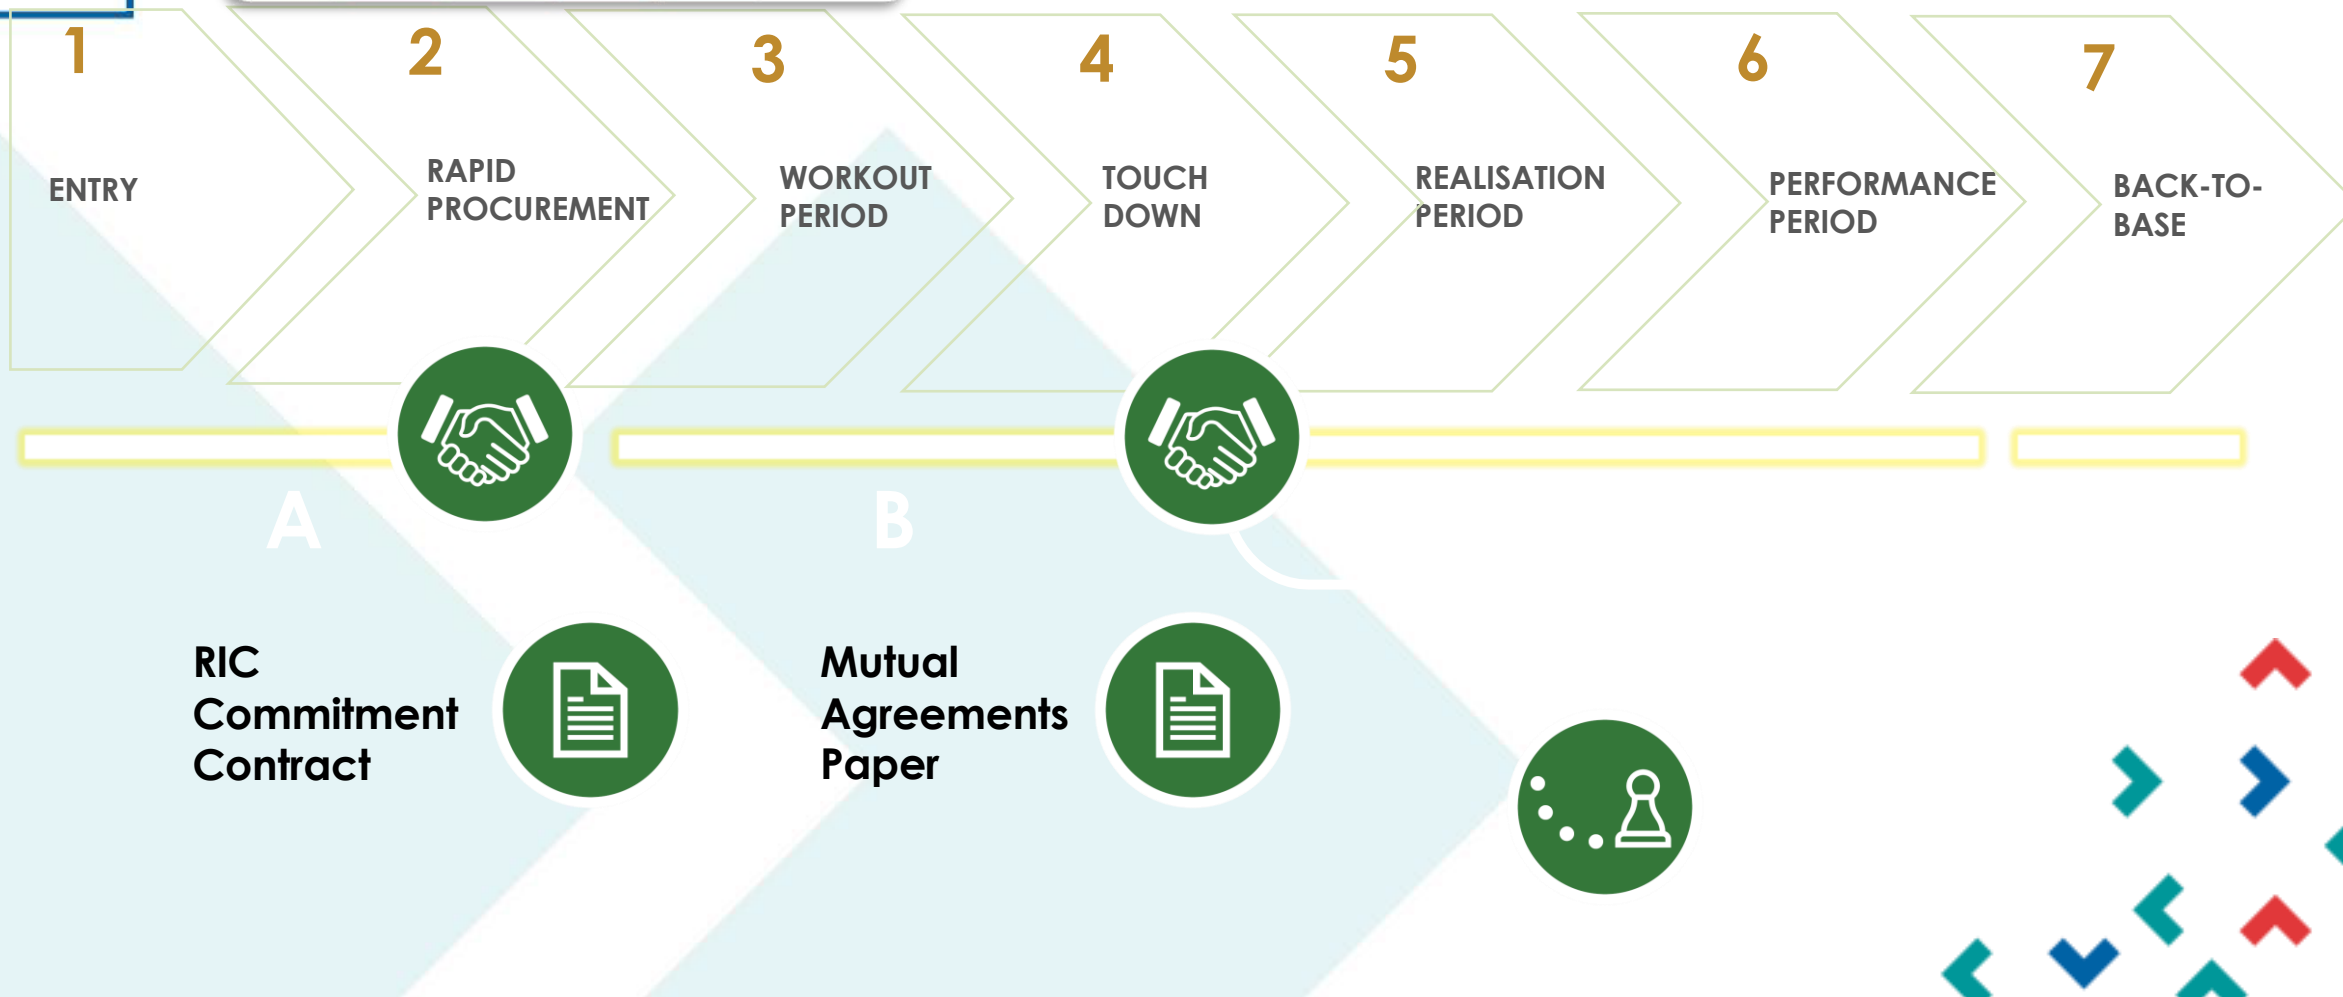 1
2
3
4
5
6
7
ENTRY
RAPID
PROCUREMENT
WORKOUT
PERIOD
TOUCH
DOWN
REALISATION
PERIOD
PERFORMANCE
PERIOD
BACK-TO-
BASE
A
B
RIC
Commitment
Contract
Mutual
Agreements
Paper